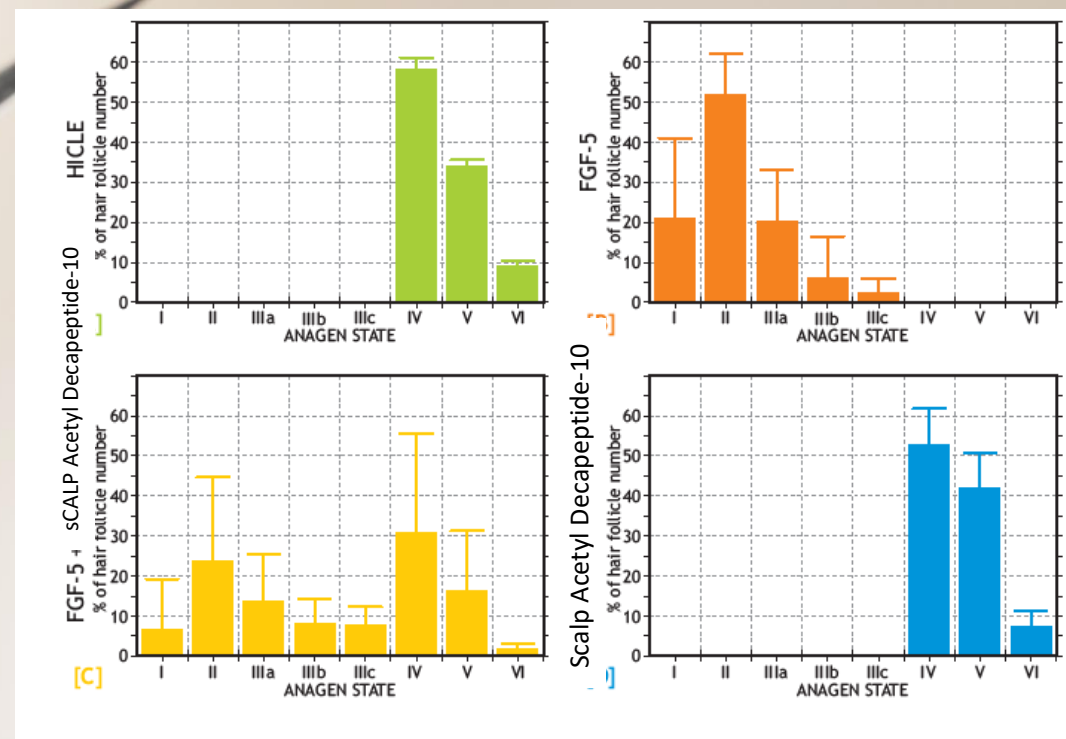 HICLE
% of hair follicle number
60
50
40
30
20
10
0
I II IIIa IIIb IIIc IV V VI
ANAGEN STATE
]
FGF-5
% of hair follicle number
60
50
40
30
20
10
0
I II IIIa IIIb IIIc IV V VI
ANAGEN STATE
]
FGF-5 +
sCALP Acetyl Decapeptide-10
% of hair follicle number
60
50
40
30
20
10
0
I II IIIa IIIb IIIc IV V VI
ANAGEN STATE
[C]
Scalp Acetyl Decapeptide-10
% of hair follicle number
60
50
40
30
20
10
0
I II IIIa IIIb IIIc IV V VI
ANAGEN STATE
]